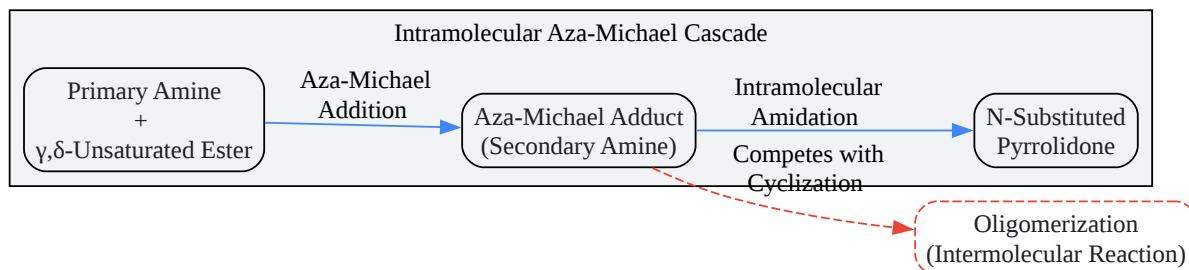 Intramolecular Aza-Michael Cascade
Primary Amine
+
γ,δ-Unsaturated Ester
Aza-Michael
Addition
Aza-Michael Adduct
(Secondary Amine)
Intramolecular
Amidation
Competes with
Cyclization
N-Substituted
Pyrrolidone
Oligomerization
(Intermolecular Reaction)